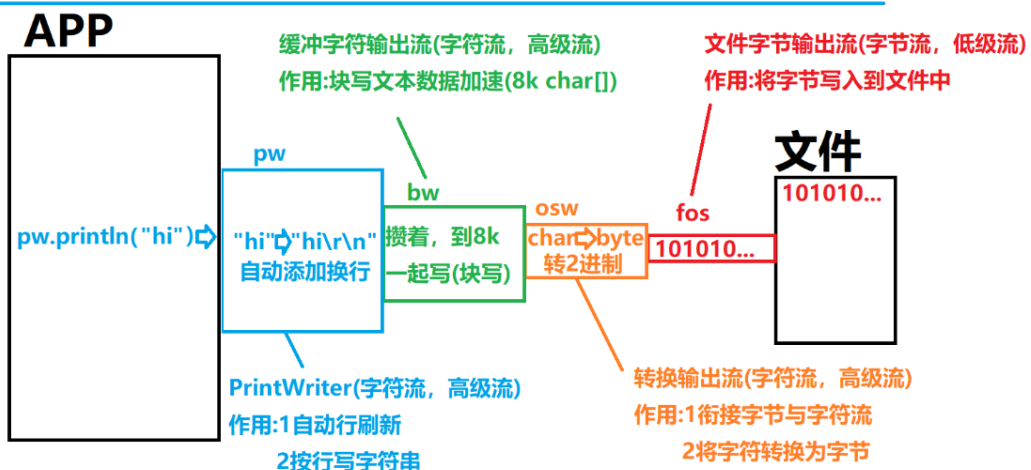 APP
缓冲字符输出流(字符流，高级流)
作用:块写文本数据加速(8k char[])
文件字节输出流(字节流，低级流)
作用:将字节写入到文件中
文件
101010...
pw
bw
osw
fos
pw.println("hi")⇨
"hi"⇨"hi\r\n"
自动添加换行
攒着，到8k
一起写(块写)
char⇨byte
转2进制
101010...
PrintWriter(字符流，高级流)
作用:1自动行刷新
2按行写字符串
转换输出流(字符流，高级流)
作用:1衔接字节与字符流
2将字符转换为字节